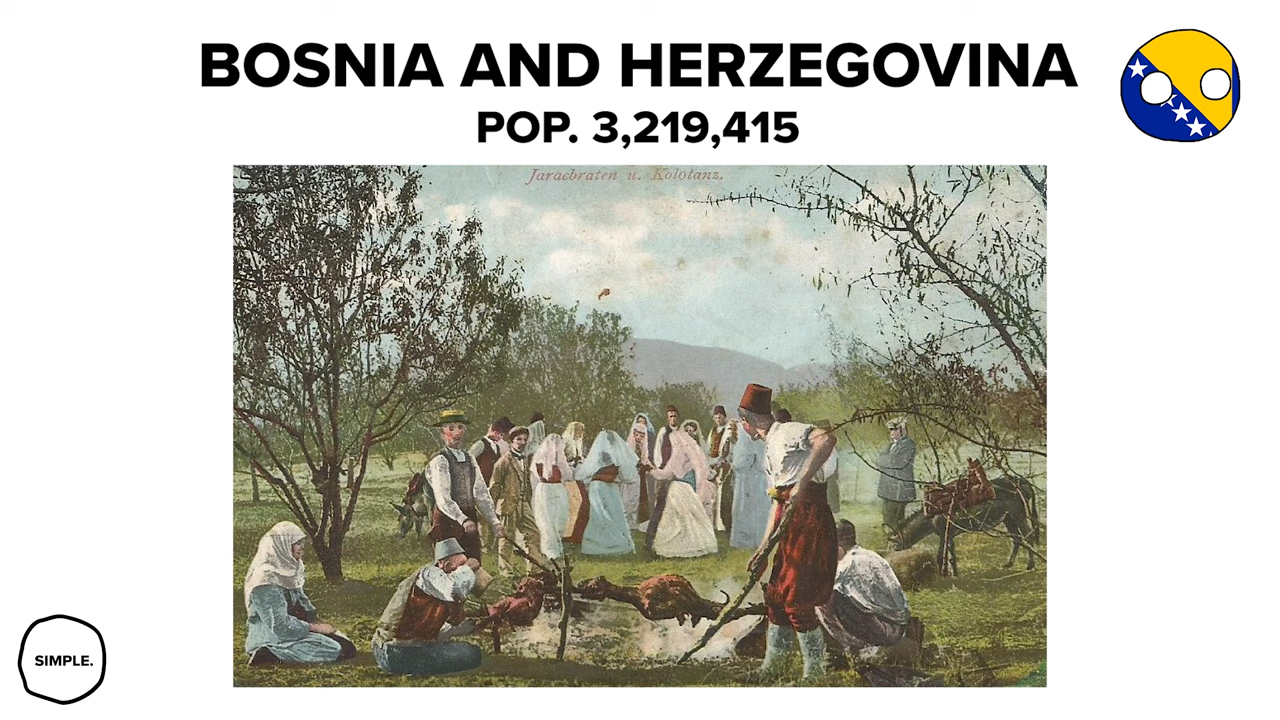 BOSNIA AND HERZEGOVINA
POP. 3,219,415
Jaracbraten u. Kolotanz.
SIMPLE.